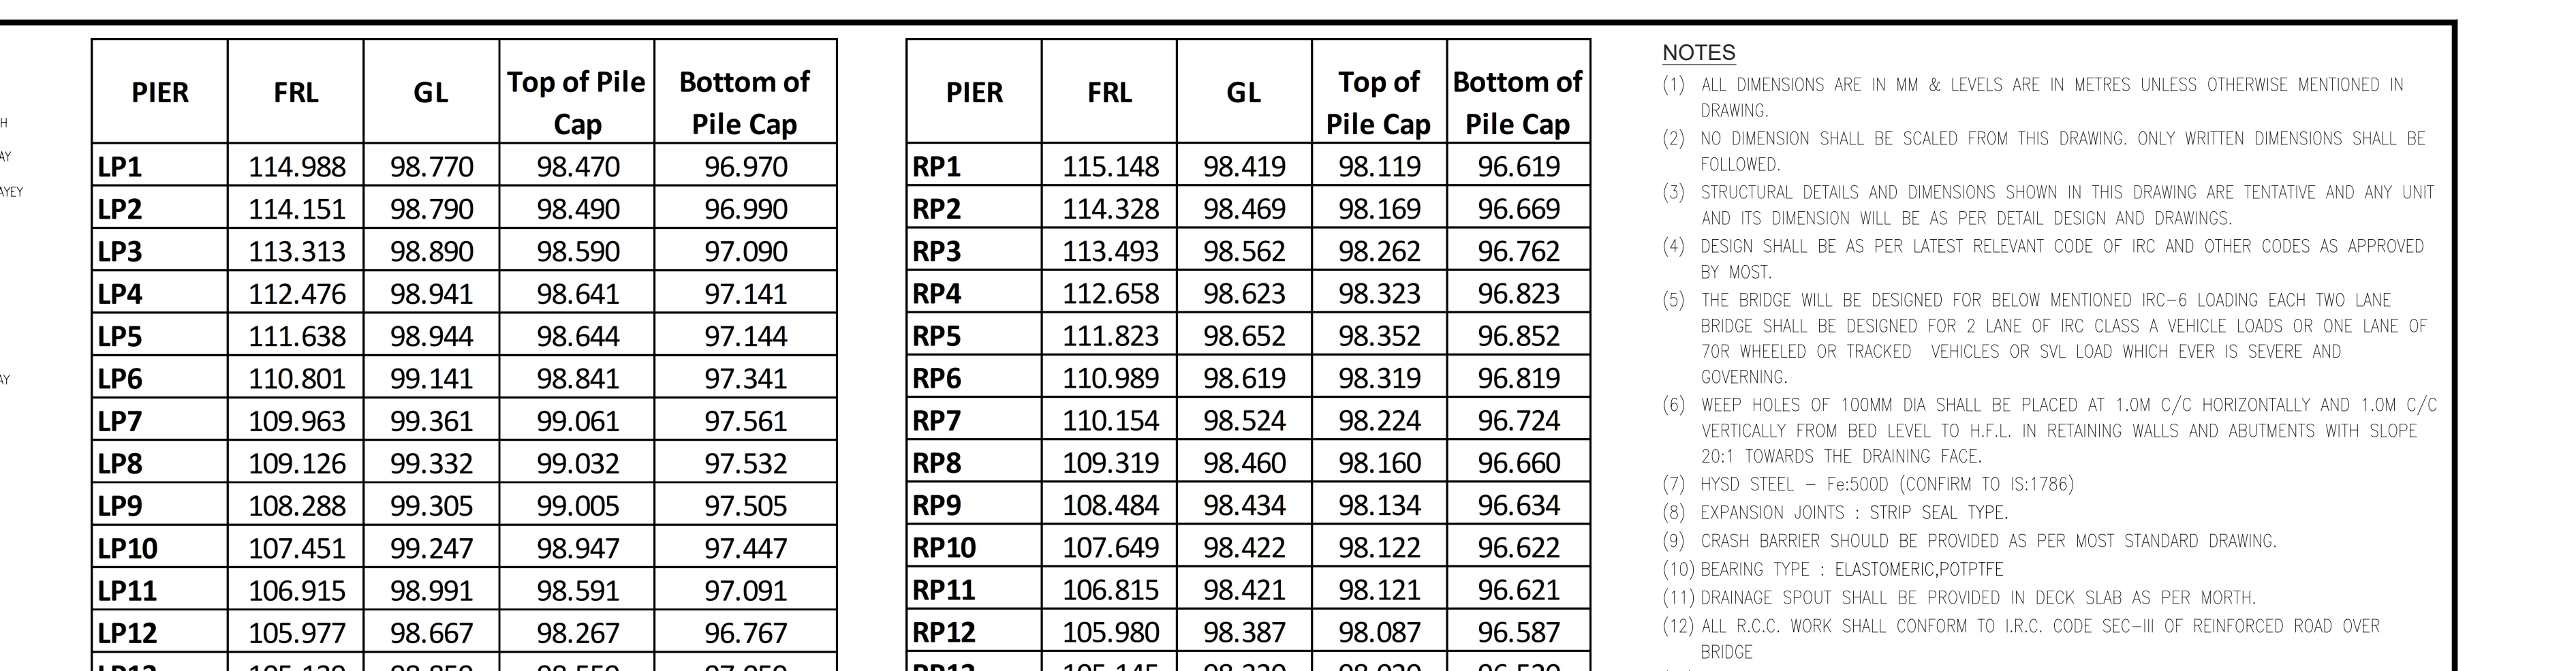 H
AY
AYEY
AY
PIER FRL GL Top of Pile Cap Bottom of Pile Cap
LP1 114.988 98.770 98.470 96.970
LP2 114.151 98.790 98.490 96.990
LP3 113.313 98.890 98.590 97.090
LP4 112.476 98.941 98.641 97.141
LP5 111.638 98.944 98.644 97.144
LP6 110.801 99.141 98.841 97.341
LP7 109.963 99.361 99.061 97.561
LP8 109.126 99.332 99.032 97.532
LP9 108.288 99.305 99.005 97.505
LP10 107.451 99.247 98.947 97.447
LP11 106.915 98.991 98.591 97.091
LP12 105.977 98.667 98.267 96.767
PIER FRL GL Top of Pile Cap Bottom of Pile Cap
RP1 115.148 98.419 98.119 96.619
RP2 114.328 98.469 98.169 96.669
RP3 113.493 98.562 98.262 96.762
RP4 112.658 98.623 98.323 96.823
RP5 111.823 98.652 98.352 96.852
RP6 110.989 98.619 98.319 96.819
RP7 110.154 98.524 98.224 96.724
RP8 109.319 98.460 98.160 96.660
RP9 108.484 98.434 98.134 96.634
RP10 107.649 98.422 98.122 96.622
RP11 106.815 98.421 98.121 96.621
RP12 105.980 98.387 98.087 96.587
NOTES
(1) ALL DIMENSIONS ARE IN MM & LEVELS ARE IN METRES UNLESS OTHERWISE MENTIONED IN
DRAWING.
(2) NO DIMENSION SHALL BE SCALED FROM THIS DRAWING. ONLY WRITTEN DIMENSIONS SHALL BE
FOLLOWED.
(3) STRUCTURAL DETAILS AND DIMENSIONS SHOWN IN THIS DRAWING ARE TENTATIVE AND ANY UNIT
AND ITS DIMENSION WILL BE AS PER DETAIL DESIGN AND DRAWINGS.
(4) DESIGN SHALL BE AS PER LATEST RELEVANT CODE OF IRC AND OTHER CODES AS APPROVED
BY MOST.
(5) THE BRIDGE WILL BE DESIGNED FOR BELOW MENTIONED IRC-6 LOADING EACH TWO LANE
BRIDGE SHALL BE DESIGNED FOR 2 LANE OF IRC CLASS A VEHICLE LOADS OR ONE LANE OF
70R WHEELED OR TRACKED VEHICLES OR SVL LOAD WHICH EVER IS SEVERE AND
GOVERNING.
(6) WEEP HOLES OF 100MM DIA SHALL BE PLACED AT 1.0M C/C HORIZONTALLY AND 1.0M C/C
VERTICALLY FROM BED LEVEL TO H.F.L. IN RETAINING WALLS AND ABUTMENTS WITH SLOPE
20:1 TOWARDS THE DRAINING FACE.
(7) HYSD STEEL – Fe:500D (CONFIRM TO IS:1786)
(8) EXPANSION JOINTS : STRIP SEAL TYPE.
(9) CRASH BARRIER SHOULD BE PROVIDED AS PER MOST STANDARD DRAWING.
(10) BEARING TYPE : ELASTOMERIC,POTPTFE
(11) DRAINAGE SPOUT SHALL BE PROVIDED IN DECK SLAB AS PER MORTH.
(12) ALL R.C.C. WORK SHALL CONFORM TO I.R.C. CODE SEC-III OF REINFORCED ROAD OVER
BRIDGE